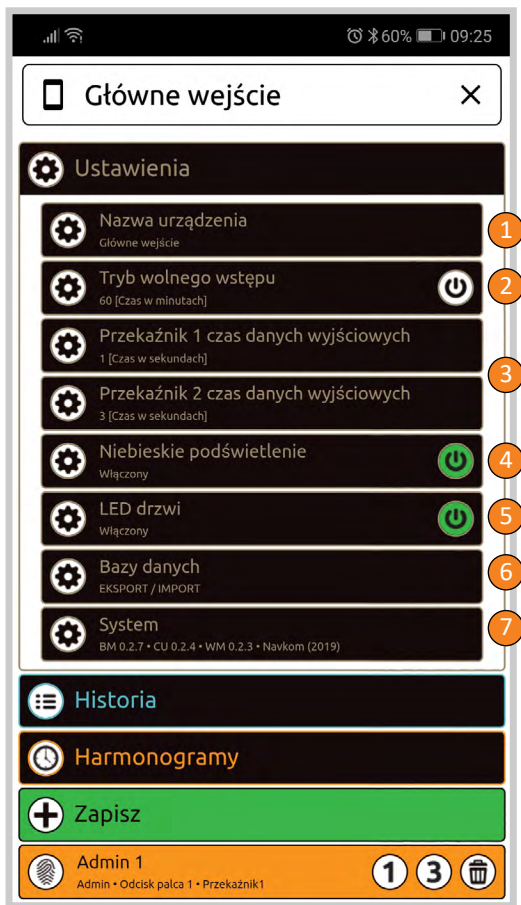 60% 09:25
Główne wejście
Ustawienia
Nazwa urządzenia
Główne wejście
1
Tryb wolnego wstępu
60 [Czas w minutach]
2
Przekaźnik 1 czas danych wyjściowych
1 [Czas w sekundach]
3
Przekaźnik 2 czas danych wyjściowych
3 [Czas w sekundach]
Niebieskie podświetlenie
Włączony
4
LED drzwi
Włączony
5
Bazy danych
EKSPORT / IMPORT
6
System
BM 0.2.7 • CU 0.2.4 • WM 0.2.3 • Navkom (2019)
7
Historia
Harmonogramy
Zapisz
Admin 1
Admin • Odcisk palca 1 • Przekaźnik1
1 3